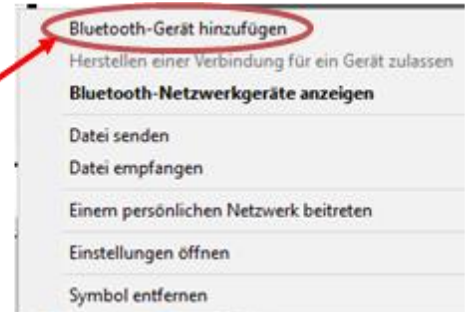 Bluetooth-Gerät hinzufügen
Herstellen einer Verbindung für ein Gerät zulassen
Bluetooth-Netzwerkgeräte anzeigen
Datei senden
Datei empfangen
Einem persönlichen Netzwerk beitreten
Einstellungen öffnen
Symbol entfernen